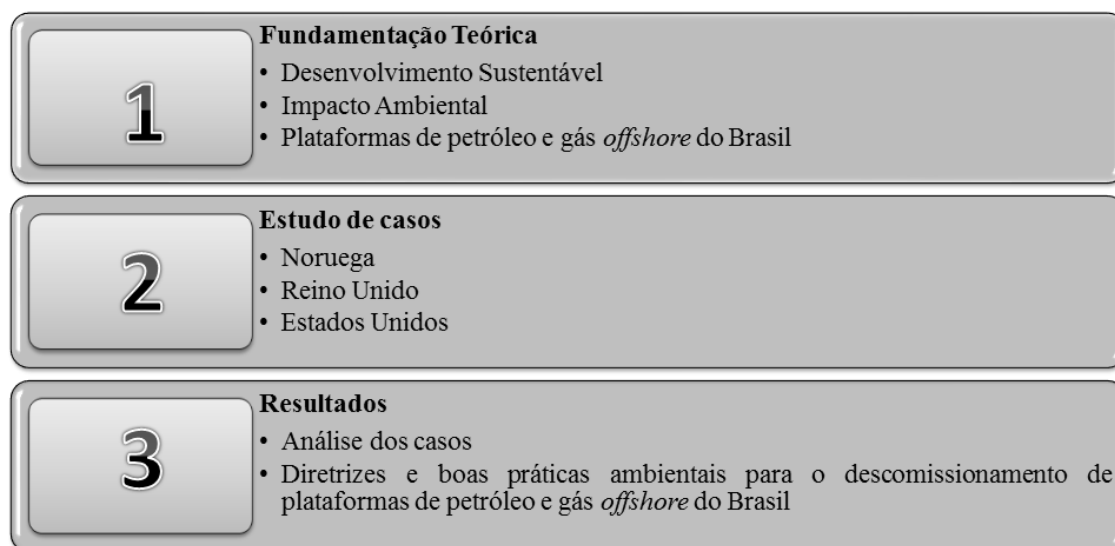 1
Fundamentação Teórica
• Desenvolvimento Sustentável
• Impacto Ambiental
• Plataformas de petróleo e gás offshore do Brasil
2
Estudo de casos
• Noruega
• Reino Unido
• Estados Unidos
3
Resultados
• Análise dos casos
• Diretrizes e boas práticas ambientais para o descomissionamento de
plataformas de petróleo e gás offshore do Brasil